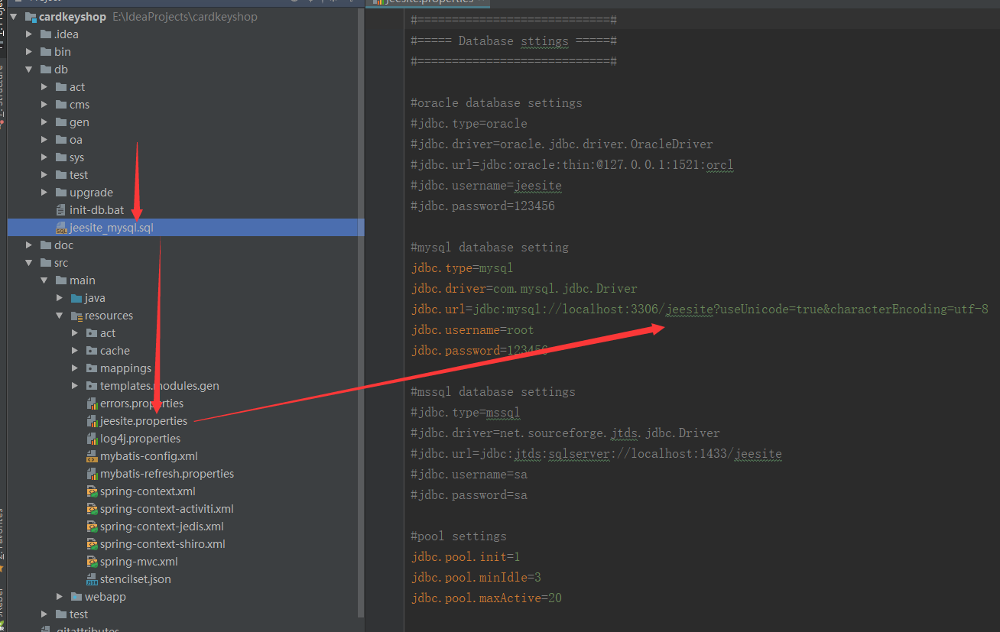 cardkeyshop E:\IdeaProjects\cardkeyshop
.idea
bin
db
act
cms
gen
oa
sys
test
upgrade
init-db.bat
jeesite_mysql.sql
doc
src
main
java
resources
act
cache
mappings
templates.modules.gen
errors.properties
jeesite.properties
log4j.properties
mybatis-config.xml
mybatis-refresh.properties
spring-context.xml
spring-context-activiti.xml
spring-context-jedis.xml
spring-context-shiro.xml
spring-mvc.xml
stencilset.json
webapp
test
.gitattributes
jeesite.properties
#============================#
#===== Database sttings =====#
#============================#
#oracle database settings
#jdbc.type=oracle
#jdbc.driver=oracle.jdbc.driver.OracleDriver
#jdbc.url=jdbc:oracle:thin:@127.0.0.1:1521:orcl
#jdbc.username=jeesite
#jdbc.password=123456
#mysql database setting
jdbc.type=mysql
jdbc.driver=com.mysql.jdbc.Driver
jdbc.url=jdbc:mysql://localhost:3306/jeesite?useUnicode=true&characterEncoding=utf-8
jdbc.username=root
jdbc.password=123456
#mssql database settings
#jdbc.type=mssql
#jdbc.driver=net.sourceforge.jtds.jdbc.Driver
#jdbc.url=jdbc:jtds:sqlserver://localhost:1433/jeesite
#jdbc.username=sa
#jdbc.password=sa
#pool settings
jdbc.pool.init=1
jdbc.pool.minIdle=3
jdbc.pool.maxActive=20